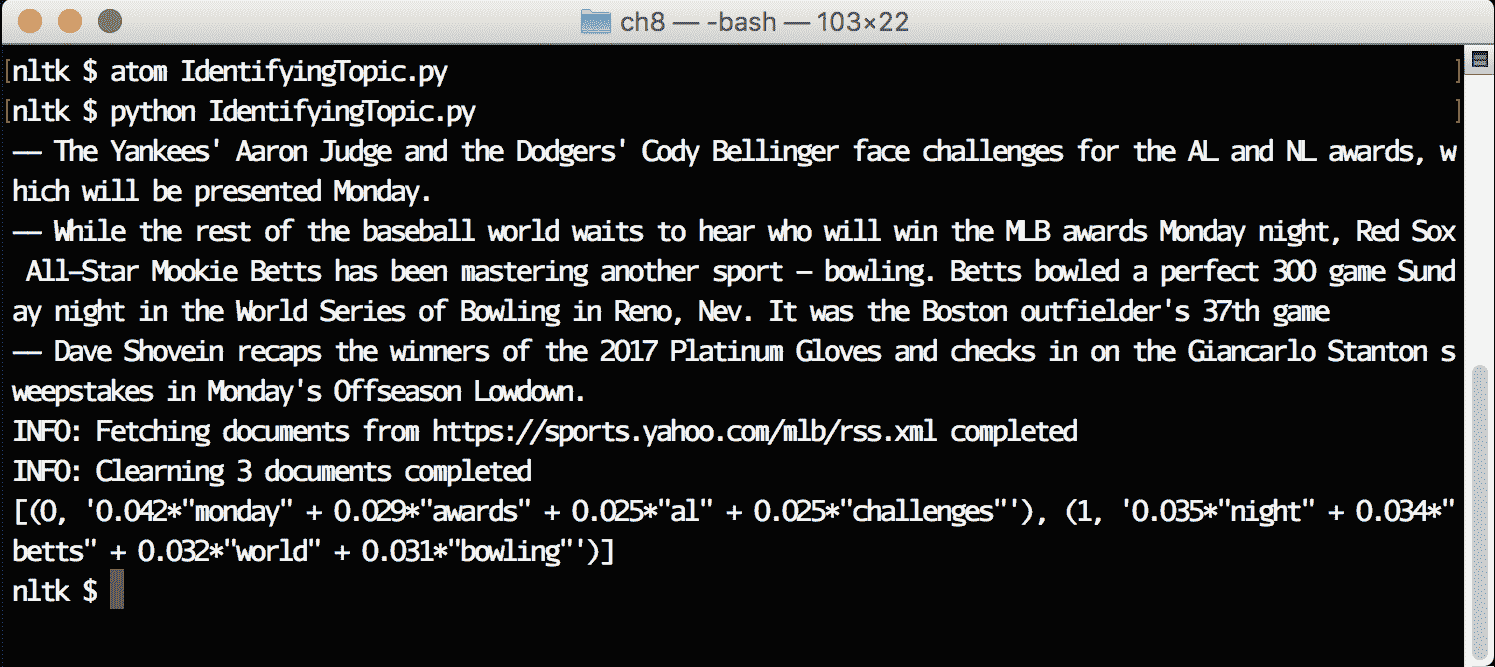 ch8 — -bash — 103×22
[nltk $ atom IdentifyingTopic.py ]
[nltk $ python IdentifyingTopic.py ]
—— The Yankees' Aaron Judge and the Dodgers' Cody Bellinger face challenges for the AL and NL awards, w
hich will be presented Monday.
—— While the rest of the baseball world waits to hear who will win the MLB awards Monday night, Red Sox
 All-Star Mookie Betts has been mastering another sport – bowling. Betts bowled a perfect 300 game Sund
ay night in the World Series of Bowling in Reno, Nev. It was the Boston outfielder's 37th game
—— Dave Shovein recaps the winners of the 2017 Platinum Gloves and checks in on the Giancarlo Stanton s
weepstakes in Monday's Offseason Lowdown.
INFO: Fetching documents from https://sports.yahoo.com/mlb/rss.xml completed
INFO: Clearning 3 documents completed
[(0, '0.042*"monday" + 0.029*"awards" + 0.025*"al" + 0.025*"challenges"'), (1, '0.035*"night" + 0.034*"
betts" + 0.032*"world" + 0.031*"bowling"')]
nltk $